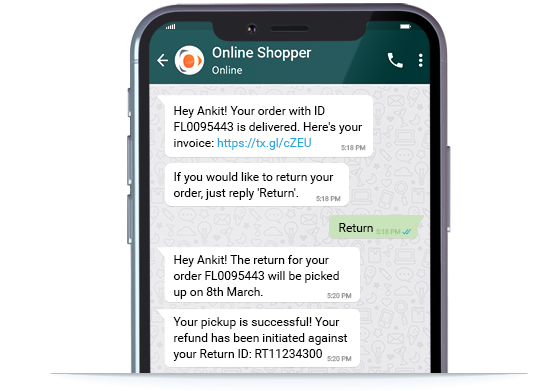 Online Shopper
Online
Hey Ankit! Your order with ID
FL0095443 is delivered. Here's your
invoice: https://tx.gl/cZEU
5:18 PM
If you would like to return your
order, just reply 'Return'.
5:18 PM
Return 5:18 PM
Hey Ankit! The return for your
order FL0095443 will be picked
up on 8th March.
5:20 PM
Your pickup is successful! Your
refund has been initiated against
your Return ID: RT11234300
5:20 PM